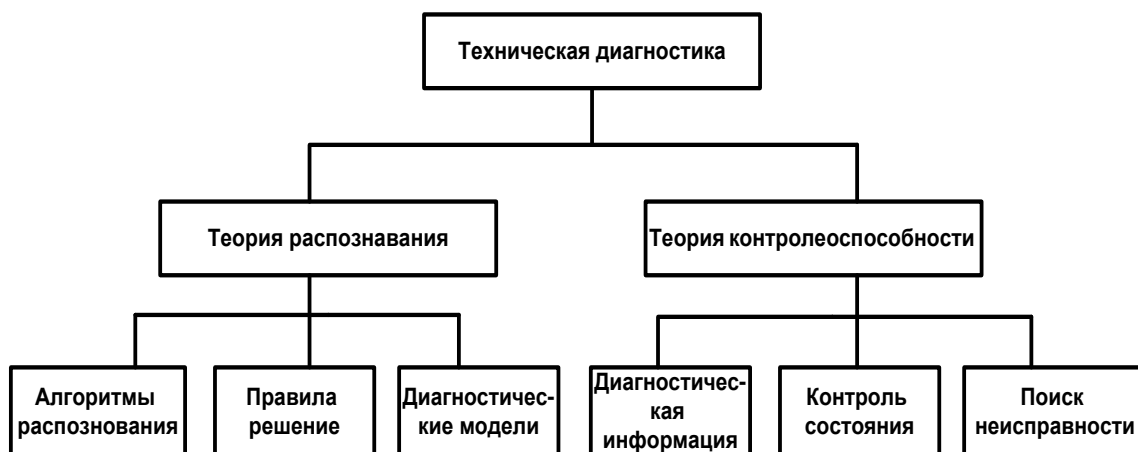 Техническая диагностика
Теория распознавания
Теория контролеоспособности
Алгоритмы
распознования
Правила
решение
Диагностичес-
кие модели
Диагностичес-
кая
информация
Контроль
состояния
Поиск
неисправности